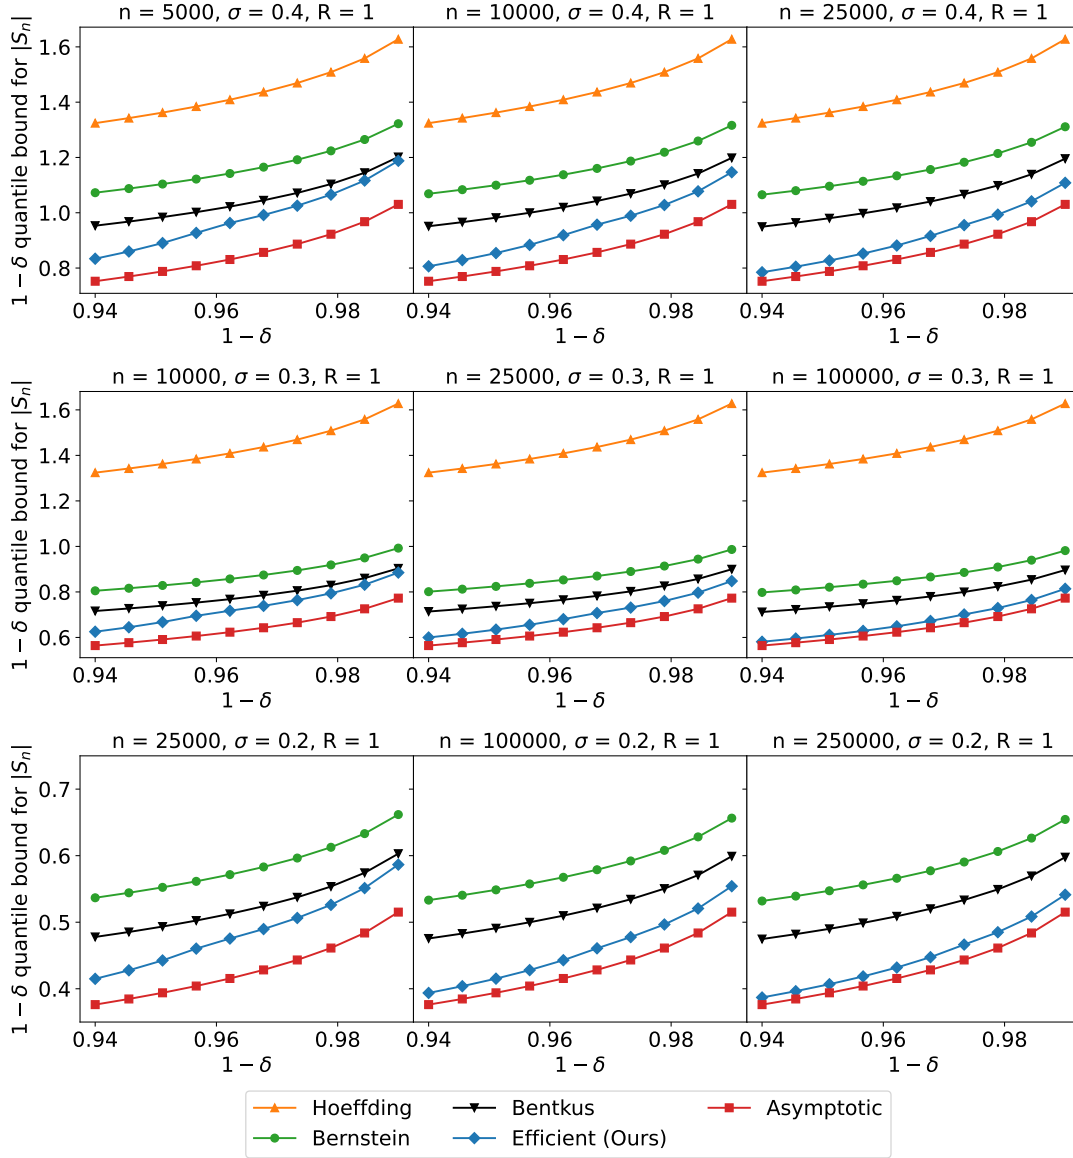 n = 5000, σ = 0.4, R = 1 n = 10000, σ = 0.4, R = 1 n = 25000, σ = 0.4, R = 1
1 − δ quantile bound for |Sₙ|
1.6
1.4
1.2
1.0
0.8
0.94 0.96 0.98 0.94 0.96 0.98 0.94 0.96 0.98
1 − δ 1 − δ 1 − δ
n = 10000, σ = 0.3, R = 1 n = 25000, σ = 0.3, R = 1 n = 100000, σ = 0.3, R = 1
1 − δ quantile bound for |Sₙ|
1.6
1.4
1.2
1.0
0.8
0.6
0.94 0.96 0.98 0.94 0.96 0.98 0.94 0.96 0.98
1 − δ 1 − δ 1 − δ
n = 25000, σ = 0.2, R = 1 n = 100000, σ = 0.2, R = 1 n = 250000, σ = 0.2, R = 1
1 − δ quantile bound for |Sₙ|
0.7
0.6
0.5
0.4
0.94 0.96 0.98 0.94 0.96 0.98 0.94 0.96 0.98
1 − δ 1 − δ 1 − δ
Hoeffding Bentkus Asymptotic
Bernstein Efficient (Ours)